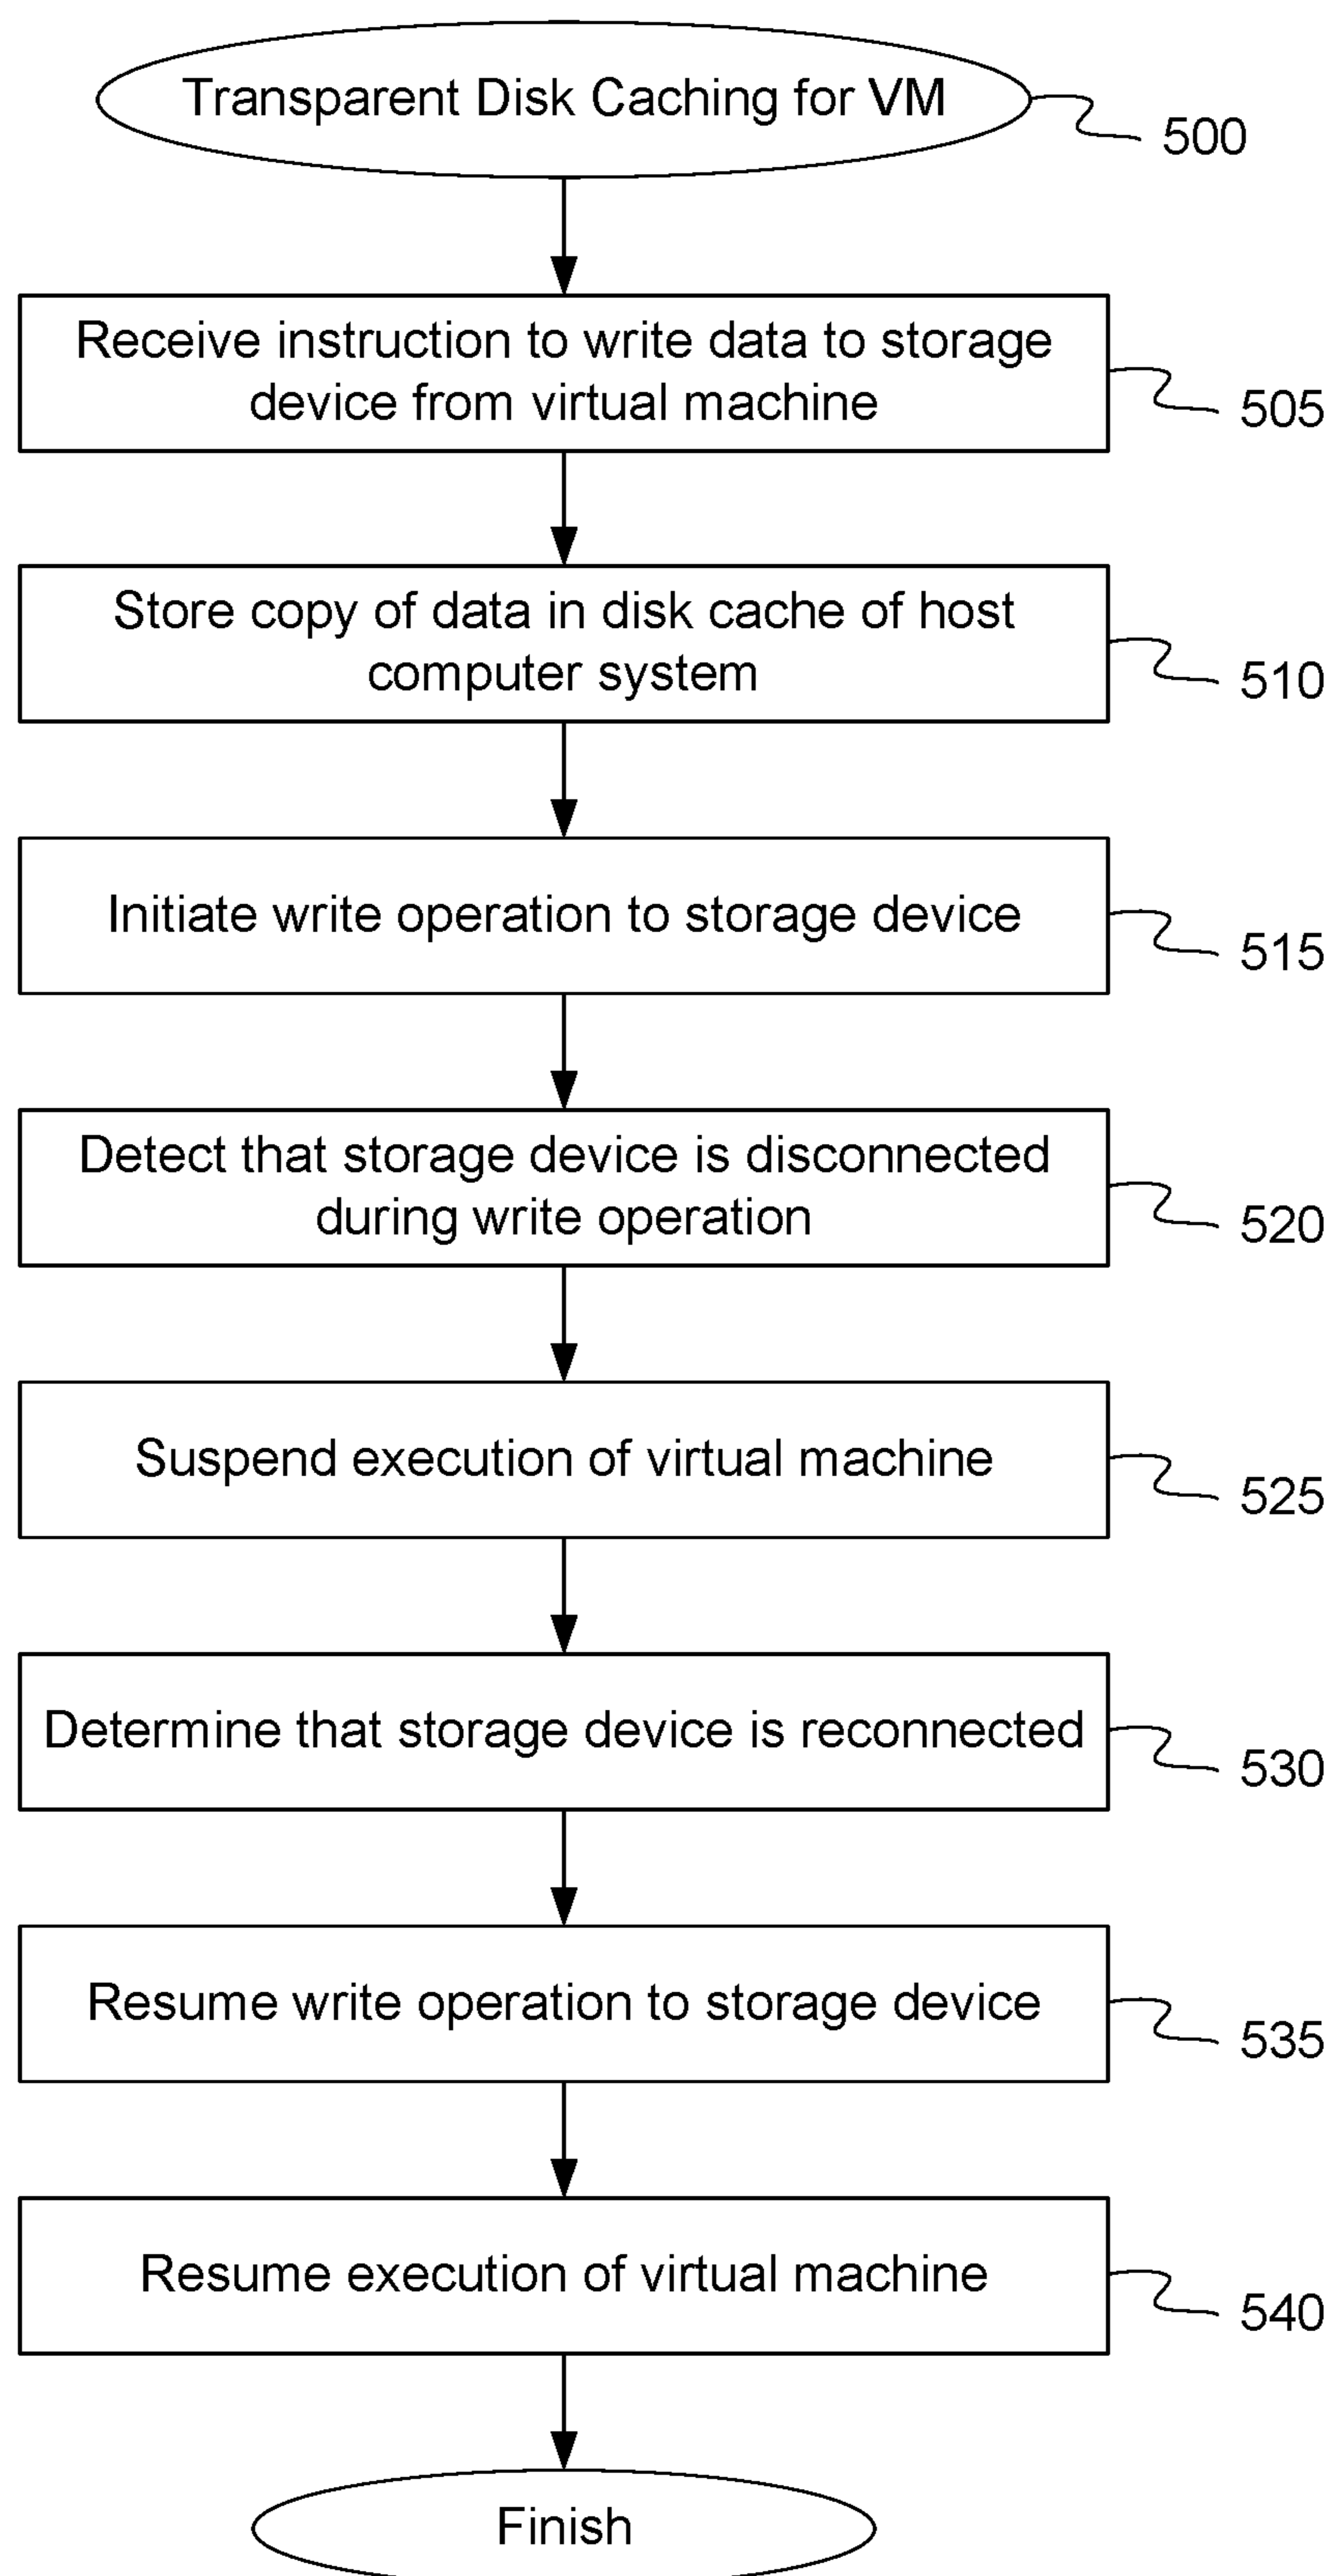 Transparent Disk Caching for VM
500
Receive instruction to write data to storage
device from virtual machine
505
Store copy of data in disk cache of host
computer system
510
Initiate write operation to storage device
515
Detect that storage device is disconnected
during write operation
520
Suspend execution of virtual machine
525
Determine that storage device is reconnected
530
Resume write operation to storage device
535
Resume execution of virtual machine
540
Finish